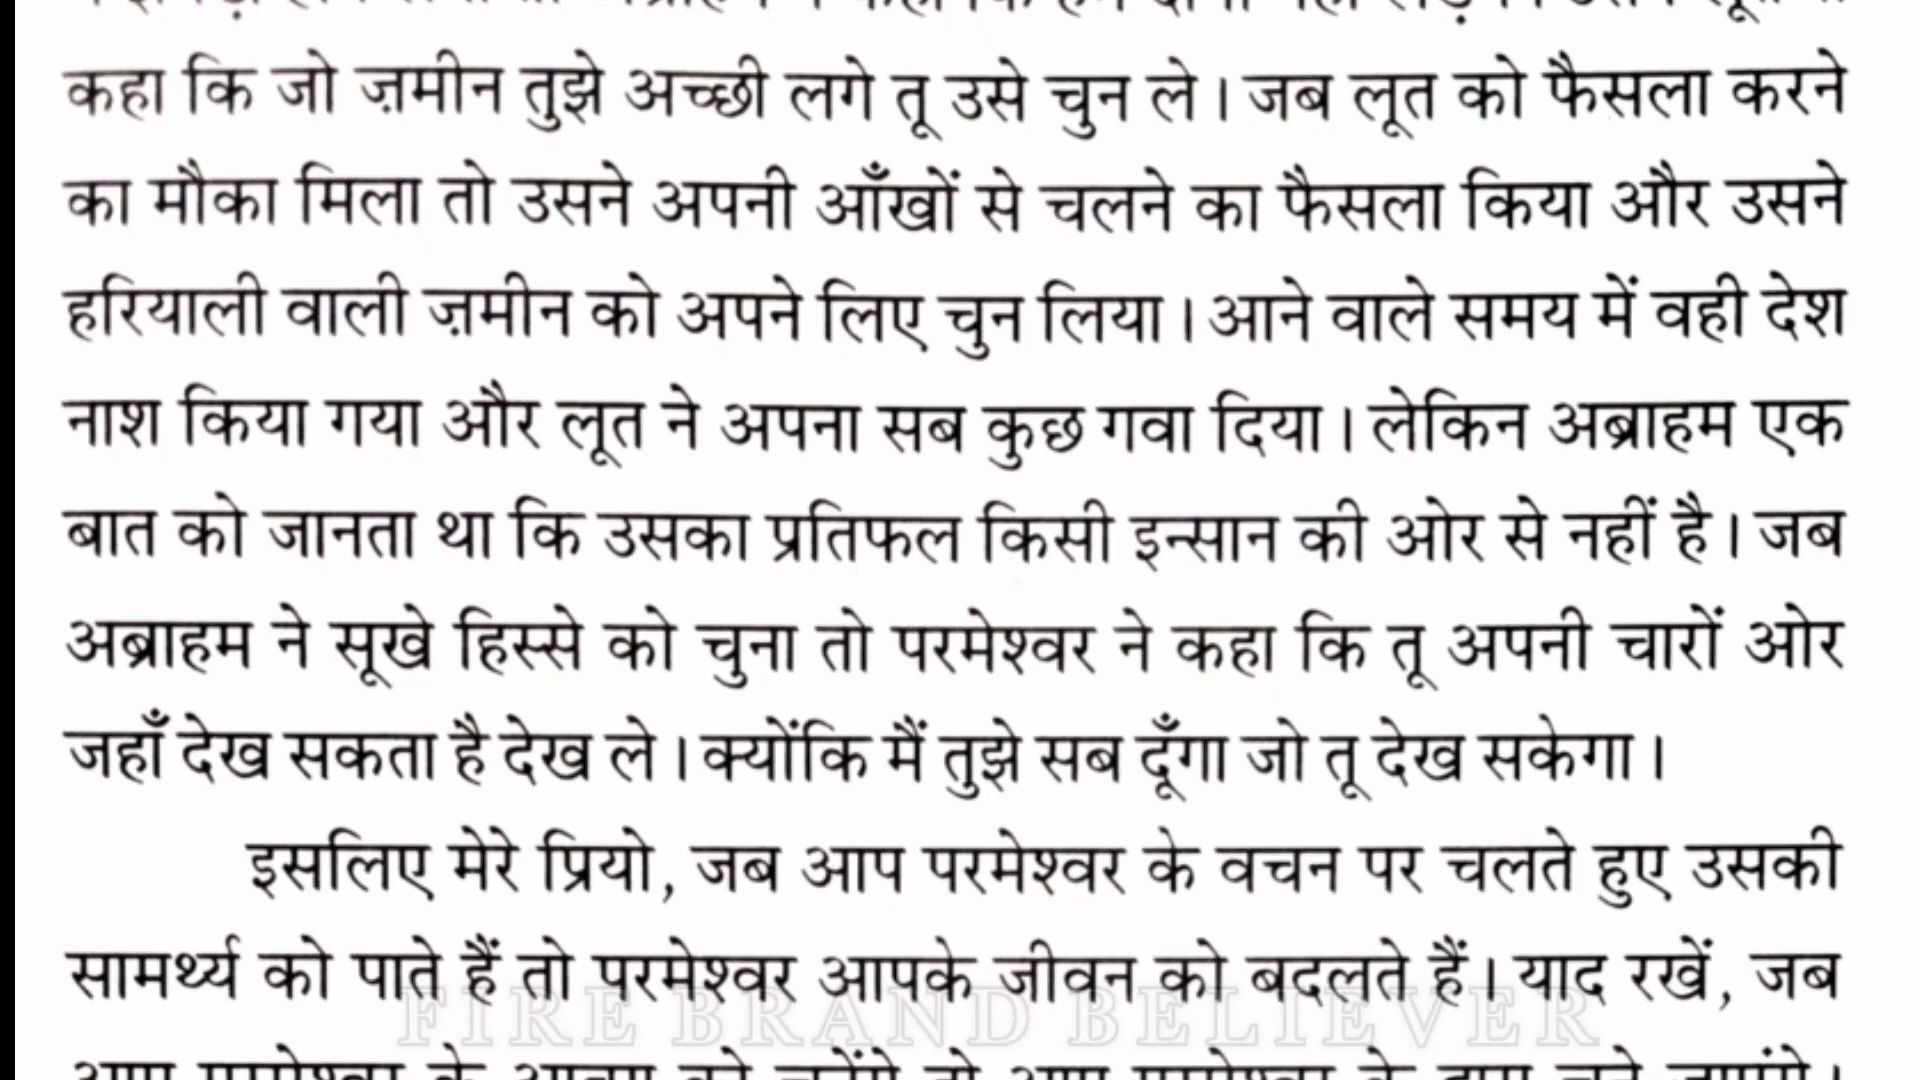 कहा कि जो ज़मीन तुझे अच्छी लगे तू उसे चुन ले। जब लूत को फैसला करने
का मौका मिला तो उसने अपनी आँखों से चलने का फैसला किया और उसने
हरियाली वाली ज़मीन को अपने लिए चुन लिया। आने वाले समय में वही देश
नाश किया गया और लूत ने अपना सब कुछ गवा दिया। लेकिन अब्राहम एक
बात को जानता था कि उसका प्रतिफल किसी इन्सान की ओर से नहीं है। जब
अब्राहम ने सूखे हिस्से को चुना तो परमेश्वर ने कहा कि तू अपनी चारों ओर
जहाँ देख सकता है देख ले। क्योंकि मैं तुझे सब दूँगा जो तू देख सकेगा।
इसलिए मेरे प्रियो, जब आप परमेश्वर के वचन पर चलते हुए उसकी
सामर्थ्य को पाते हैं तो परमेश्वर आपके जीवन को बदलते हैं। याद रखें, जब
FIRE BRAND BELIEVER